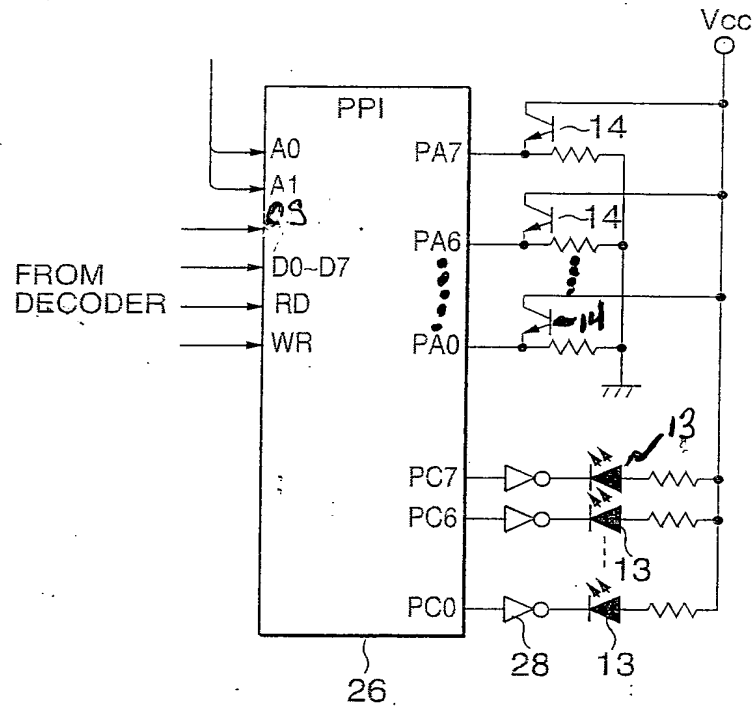 Vcc
PPI
A0
PA7
14
A1
CS
PA6
14
FROM
DECODER
D0~D7
RD
14
WR
PA0
13
PC7
PC6
13
PC0
28
13
26